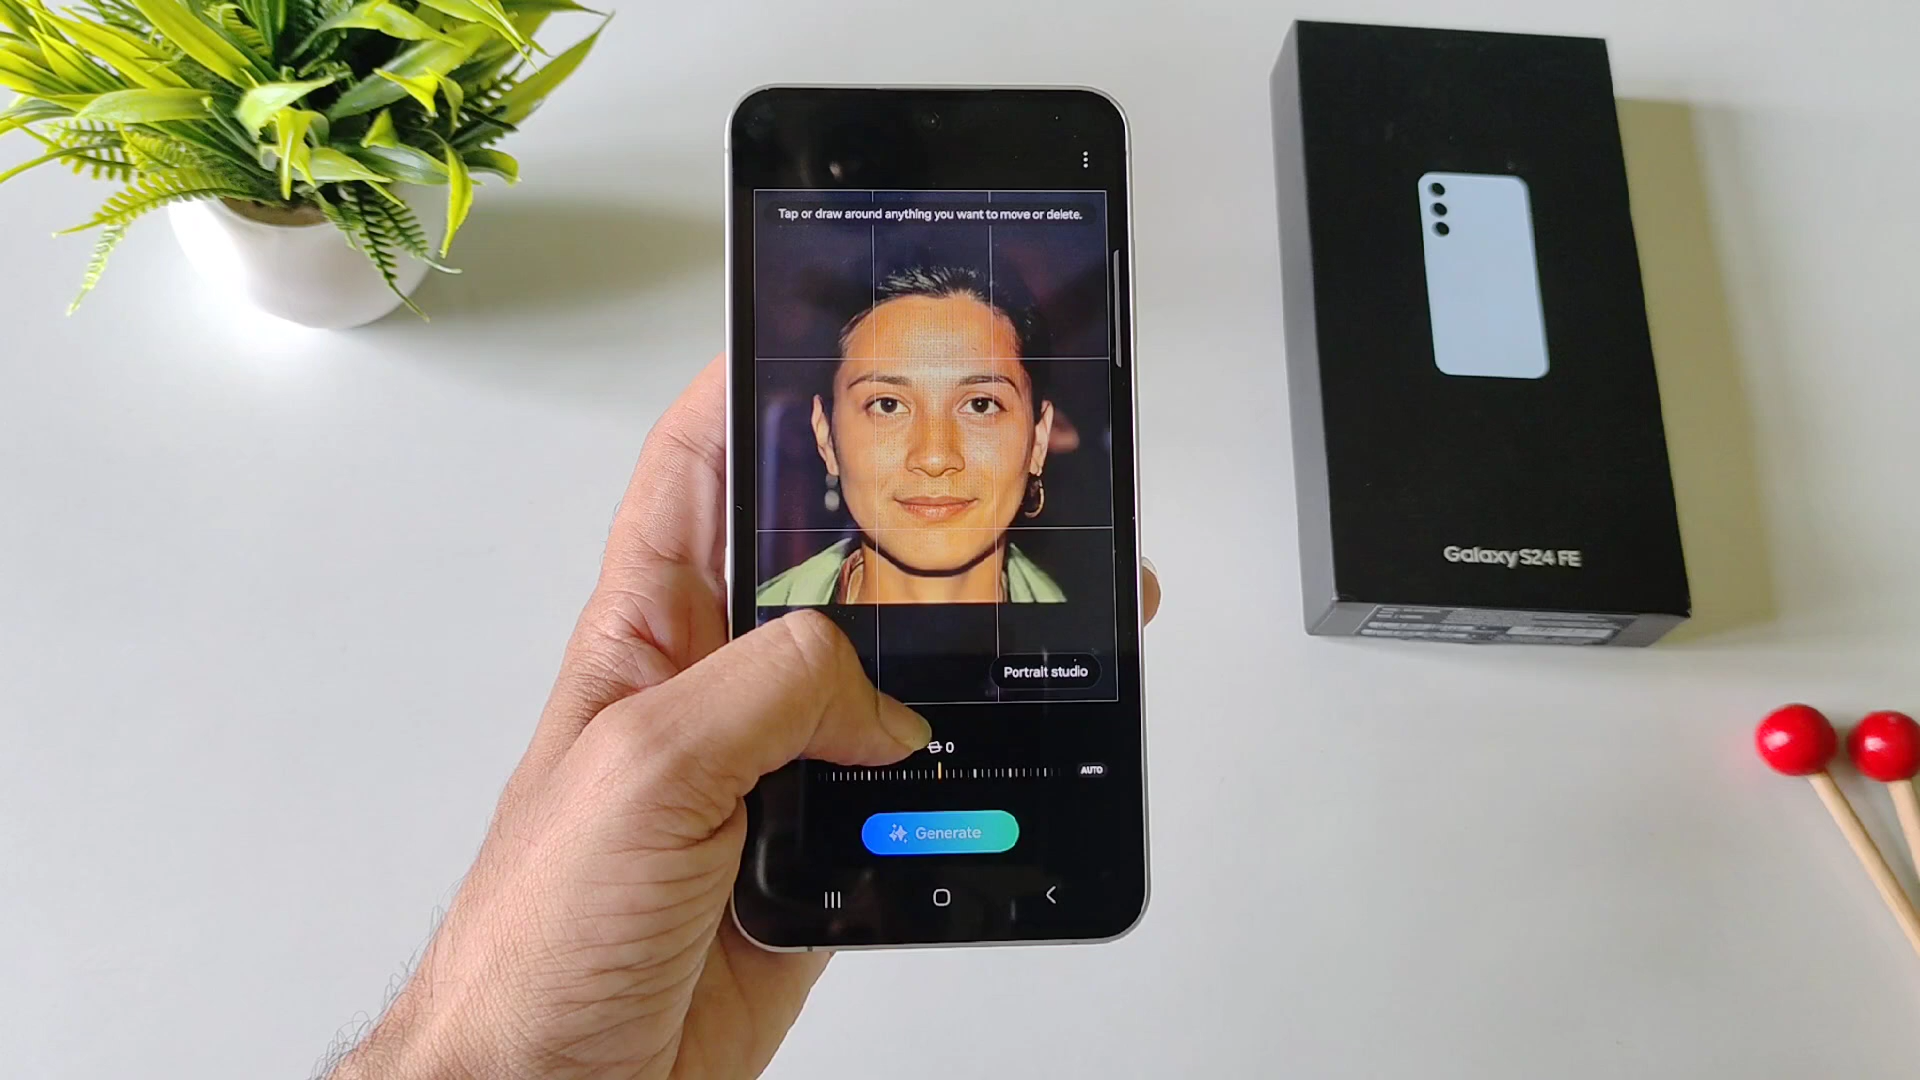 Tap or draw around anything you want to move or delete.
Portrait studio
0
AUTO
Generate
Galaxy S24 FE